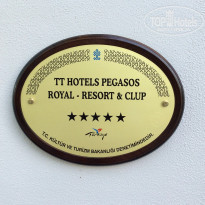 TT HOTELS PEGASOS
ROYAL - RESORT & CLUP
★★★★★
Türkiye
T.C. KÜLTÜR VE TURİZM BAKANLIĞI DENETİMİNDEDİR.